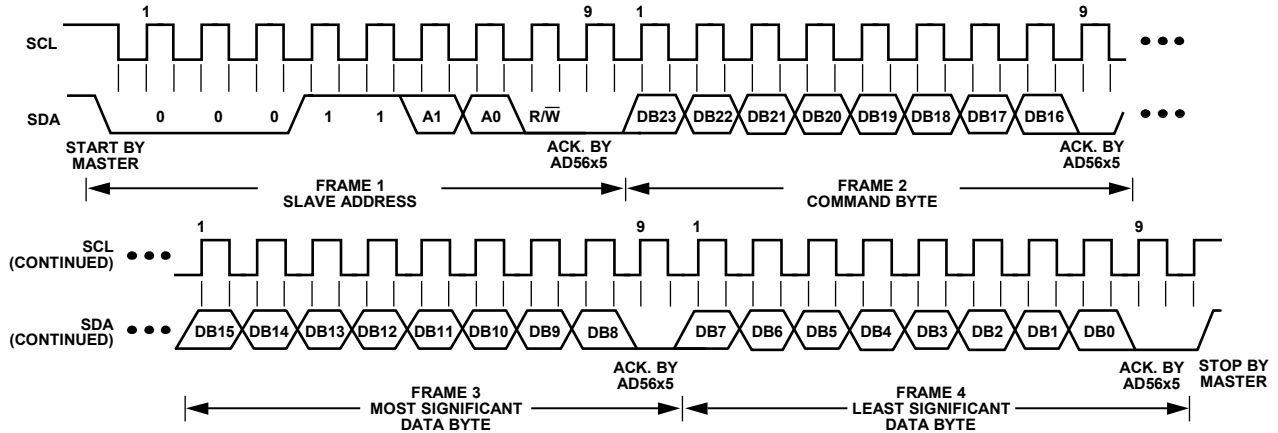 1 9 1 9
SCL
SDA 0 0 0 1 1 A1 A0 R/W̅ DB23 DB22 DB21 DB20 DB19 DB18 DB17 DB16
START BY
MASTER
ACK. BY
AD56x5
ACK. BY
AD56x5
FRAME 1
SLAVE ADDRESS
FRAME 2
COMMAND BYTE
1 9 1 9
SCL
(CONTINUED)
SDA
(CONTINUED)
DB15 DB14 DB13 DB12 DB11 DB10 DB9 DB8 DB7 DB6 DB5 DB4 DB3 DB2 DB1 DB0
ACK. BY
AD56x5
ACK. BY
AD56x5
STOP BY
MASTER
FRAME 3
MOST SIGNIFICANT
DATA BYTE
FRAME 4
LEAST SIGNIFICANT
DATA BYTE